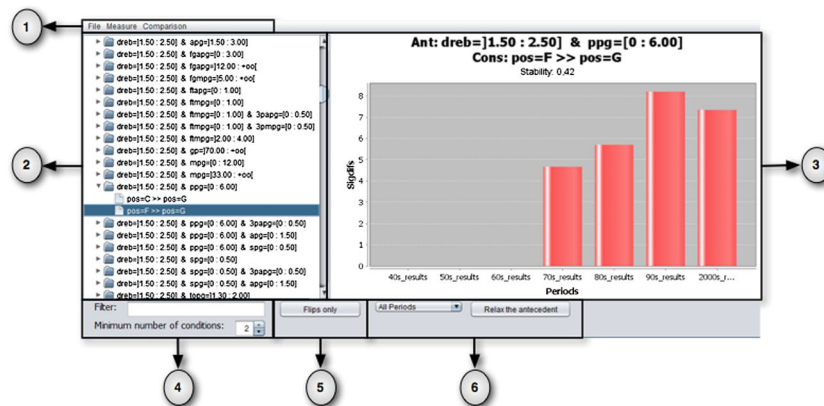 1
File Measure Comparison
dreb=]1.50 : 2.50] & apg=]1.50 : 3.00]
dreb=]1.50 : 2.50] & fgapg=[0 : 3.00]
dreb=]1.50 : 2.50] & fgapg=]12.00 : +oo[
dreb=]1.50 : 2.50] & fgmpg=]5.00 : +oo[
dreb=]1.50 : 2.50] & ftapg=[0 : 1.00]
dreb=]1.50 : 2.50] & ftmpg=[0 : 1.00]
dreb=]1.50 : 2.50] & ftmpg=[0 : 1.00] & 3papg=[0 : 0.50]
dreb=]1.50 : 2.50] & ftmpg=[0 : 1.00] & 3pmpg=[0 : 0.50]
dreb=]1.50 : 2.50] & ftmpg=]2.00 : 4.00]
dreb=]1.50 : 2.50] & gp=]70.00 : +oo[
dreb=]1.50 : 2.50] & mpg=[0 : 12.00]
dreb=]1.50 : 2.50] & mpg=]33.00 : +oo[
dreb=]1.50 : 2.50] & ppg=[0 : 6.00]
pos=C >> pos=G
pos=F >> pos=G
dreb=]1.50 : 2.50] & ppg=[0 : 6.00] & 3papg=[0 : 0.50]
dreb=]1.50 : 2.50] & ppg=[0 : 6.00] & apg=[0 : 1.50]
dreb=]1.50 : 2.50] & ppg=[0 : 6.00] & spg=[0 : 0.50]
dreb=]1.50 : 2.50] & spg=[0 : 0.50]
dreb=]1.50 : 2.50] & spg=[0 : 0.50] & 3papg=[0 : 0.50]
dreb=]1.50 : 2.50] & spg=[0 : 0.50] & apg=[0 : 1.50]
dreb=]1.50 : 2.50] & topg=]1.30 : 2.00]
2
Ant: dreb=]1.50 : 2.50] & ppg=[0 : 6.00]
Cons: pos=F >> pos=G
Stability: 0,42
8
7
6
5
4
3
2
1
0
Sigdifs
40s_results 50s_results 60s_results 70s_results 80s_results 90s_results 2000s_r...
Periods
3
Filter:
Minimum number of conditions: 2
Flips only
All Periods
Relax the antecedent
4
5
6